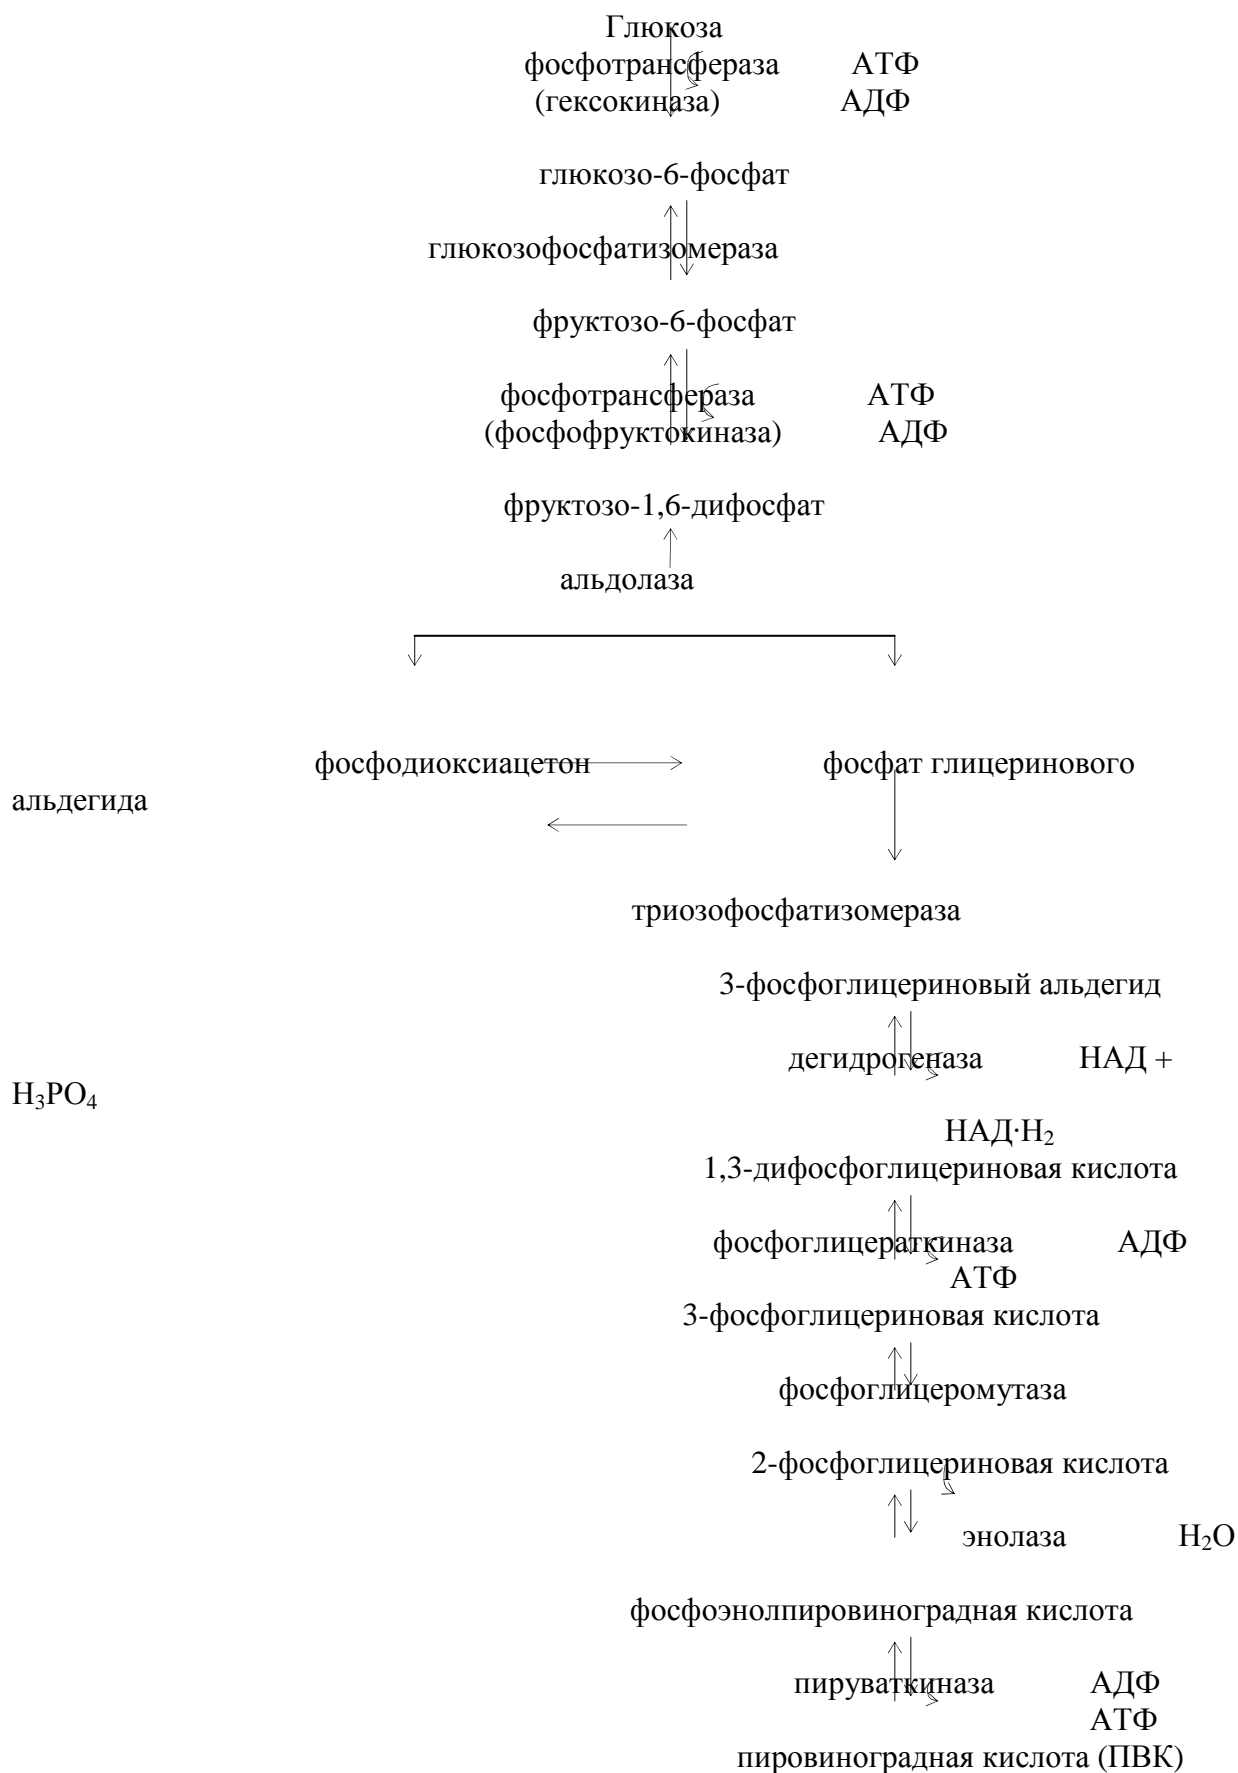 Глюкоза
фосфотрансфераза АТФ
(гексокиназа) АДФ
глюкозо-6-фосфат
глюкозофосфатизомераза
фруктозо-6-фосфат
фосфотрансфераза АТФ
(фосфофруктокиназа) АДФ
фруктозо-1,6-дифосфат
альдолаза
фосфодиоксиацетон фосфат глицеринового
альдегида
триозофосфатизомераза
3-фосфоглицериновый альдегид
дегидрогеназа НАД +
H₃PO₄
НАД·H₂
1,3-дифосфоглицериновая кислота
фосфоглицераткиназа АДФ
АТФ
3-фосфоглицериновая кислота
фосфоглицеромутаза
2-фосфоглицериновая кислота
энолаза H₂O
фосфоэнолпировиноградная кислота
пируваткиназа АДФ
АТФ
пировиноградная кислота (ПВК)